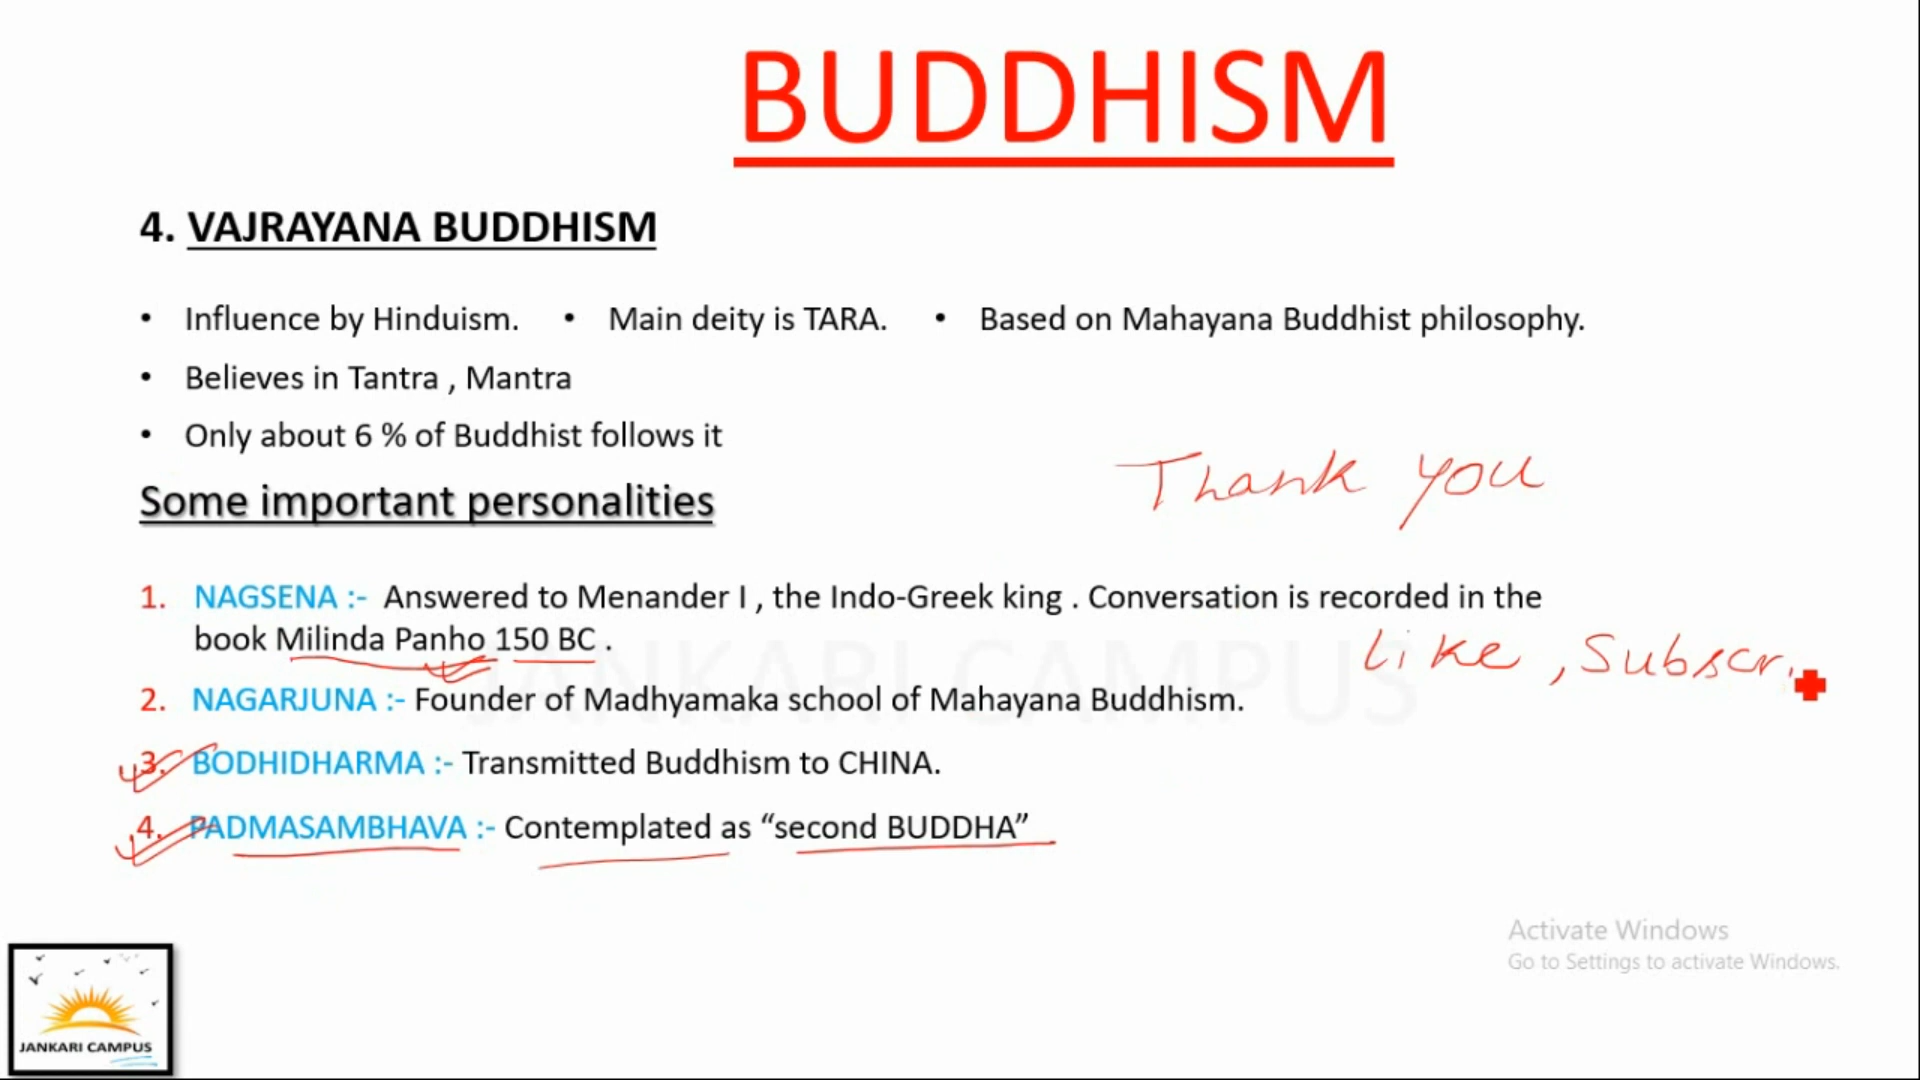 BUDDHISM
4. VAJRAYANA BUDDHISM
• Influence by Hinduism. • Main deity is TARA. • Based on Mahayana Buddhist philosophy.
• Believes in Tantra , Mantra
• Only about 6 % of Buddhist follows it
Thank you
Some important personalities
1. NAGSENA :- Answered to Menander I , the Indo-Greek king . Conversation is recorded in the
book Milinda Panho 150 BC .
Like , Subscri
JANKARI CAMPUS
2. NAGARJUNA :- Founder of Madhyamaka school of Mahayana Buddhism.
3. BODHIDHARMA :- Transmitted Buddhism to CHINA.
4. PADMASAMBHAVA :- Contemplated as “second BUDDHA”
Activate Windows
Go to Settings to activate Windows.
JANKARI CAMPUS